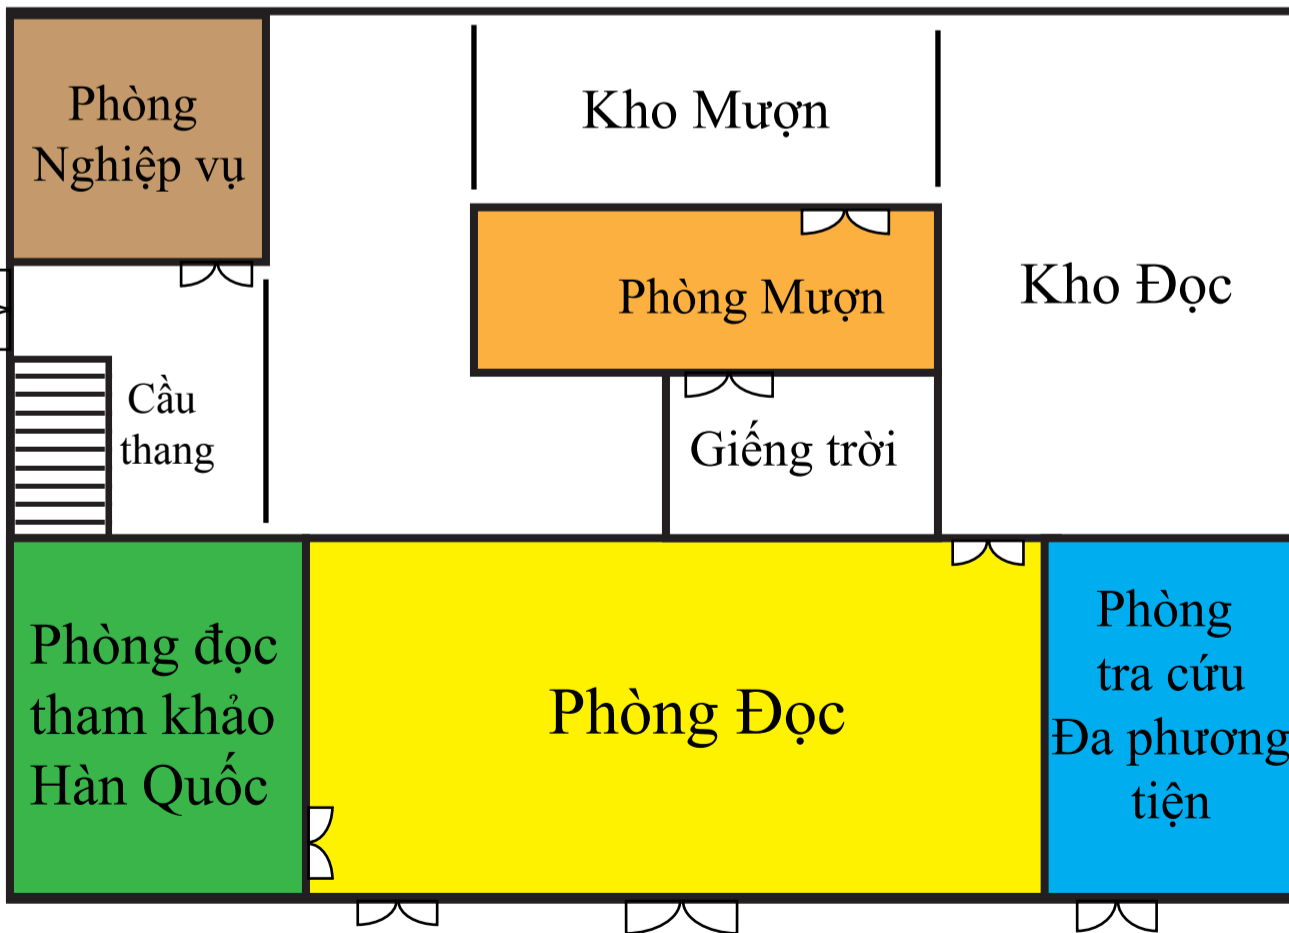 Phòng
Nghiệp vụ
Kho Mượn
Phòng Mượn
Kho Đọc
Cầu
thang
Giếng trời
Phòng đọc
tham khảo
Hàn Quốc
Phòng Đọc
Phòng
tra cứu
Đa phương
tiện